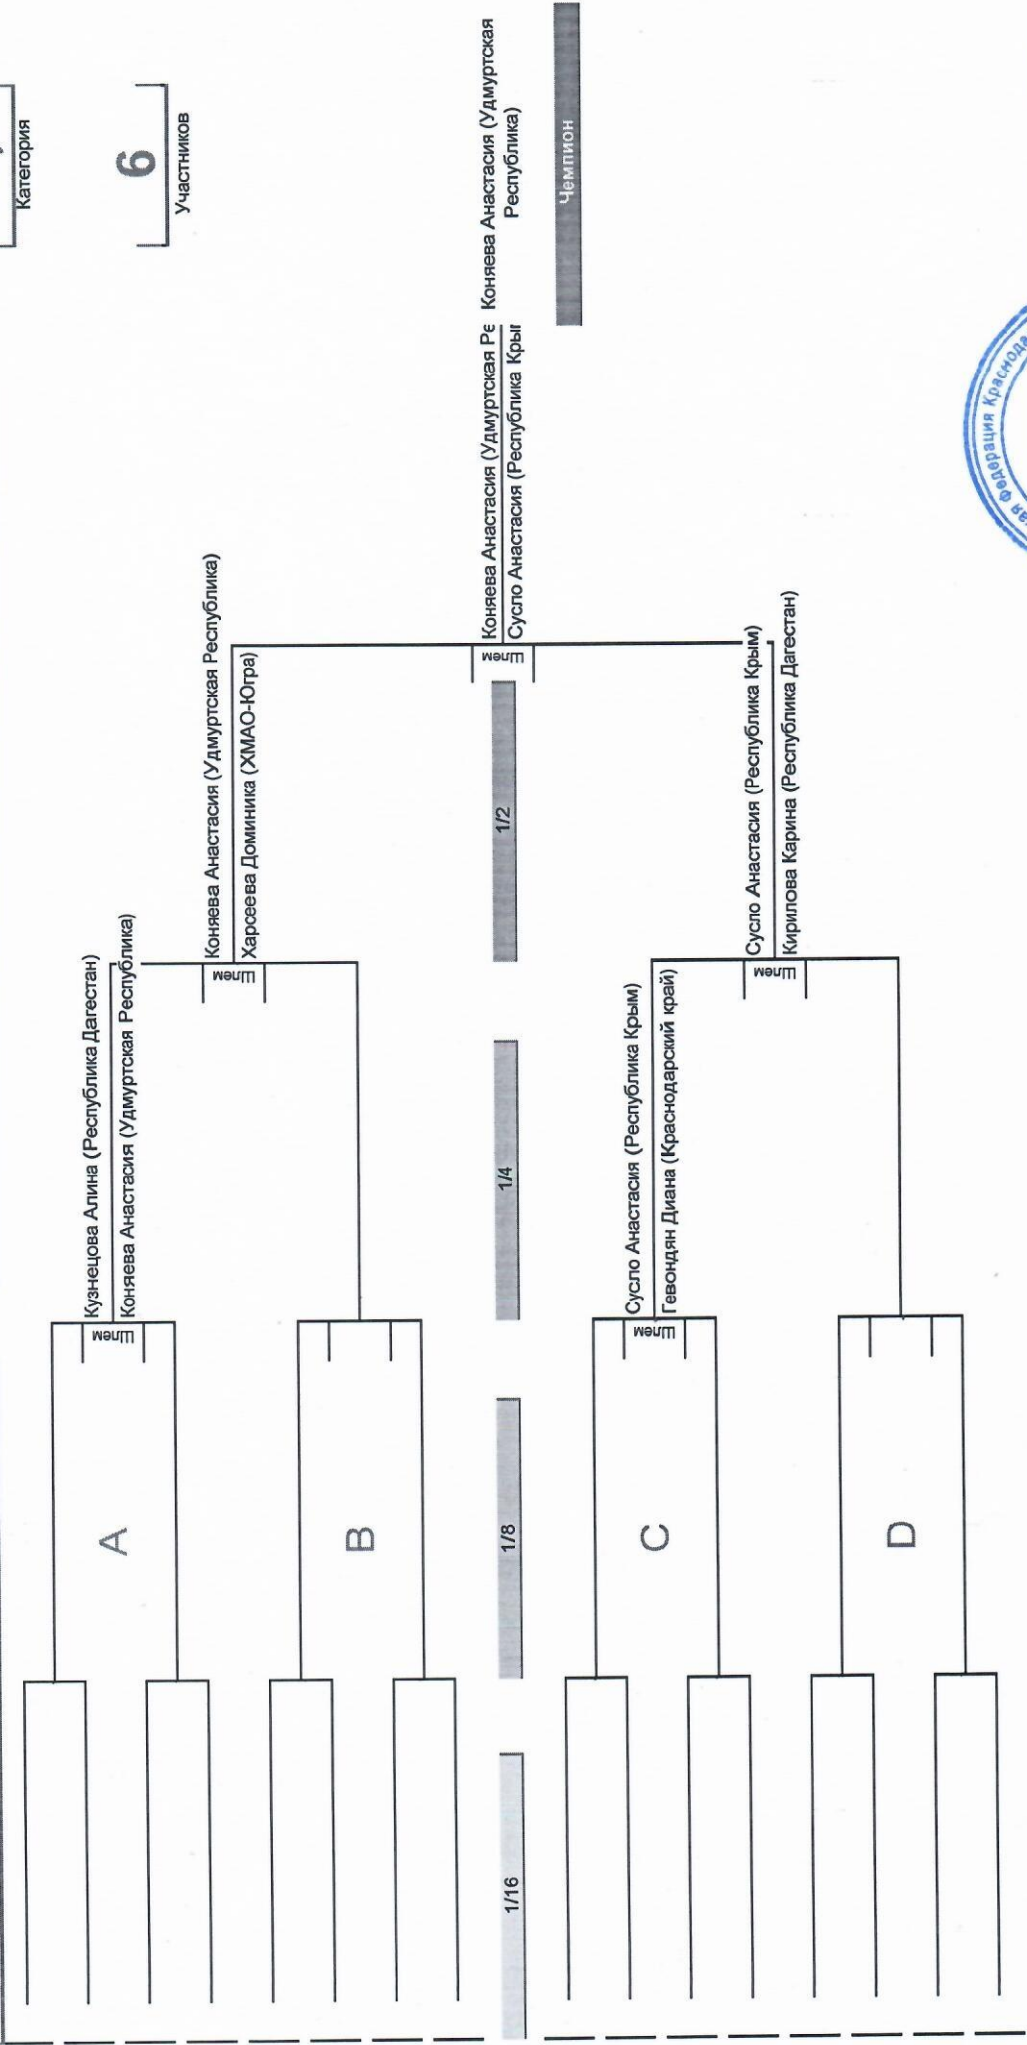 Категория
6
Участников
Кузнецова Алина (Республика Дагестан)
Коняева Анастасия (Удмуртская Республика)
Шлем
A
B
Коняева Анастасия (Удмуртская Республика)
Харсеева Доминика (ХМАО-Югра)
Шлем
1/16
1/8
1/4
1/2
Шлем
Коняева Анастасия (Удмуртская Ре
Сусло Анастасия (Республика Крым
Коняева Анастасия (Удмуртская
Республика)
Чемпион
Сусло Анастасия (Республика Крым)
Гевондян Диана (Краснодарский край)
Шлем
C
D
Сусло Анастасия (Республика Крым)
Кирилова Карина (Республика Дагестан)
Шлем
Федерация